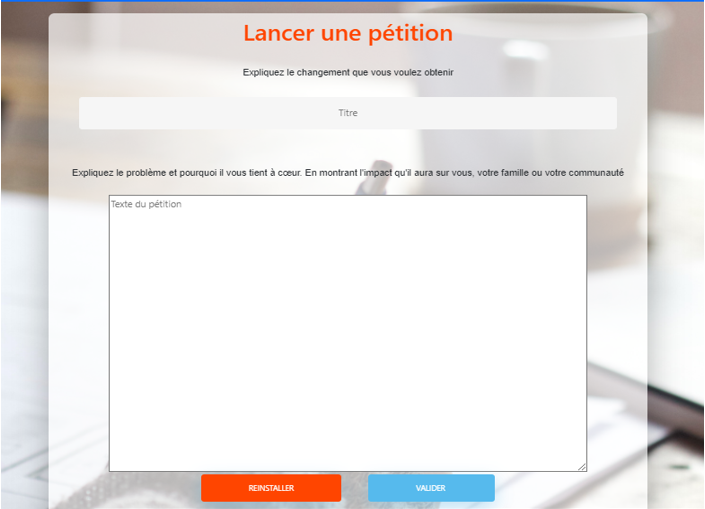 Lancer une pétition
Expliquez le changement que vous voulez obtenir
Titre
Expliquez le problème et pourquoi il vous tient à cœur. En montrant l'impact qu'il aura sur vous, votre famille ou votre communauté
Texte du pétition
REINSTALLER
VALIDER